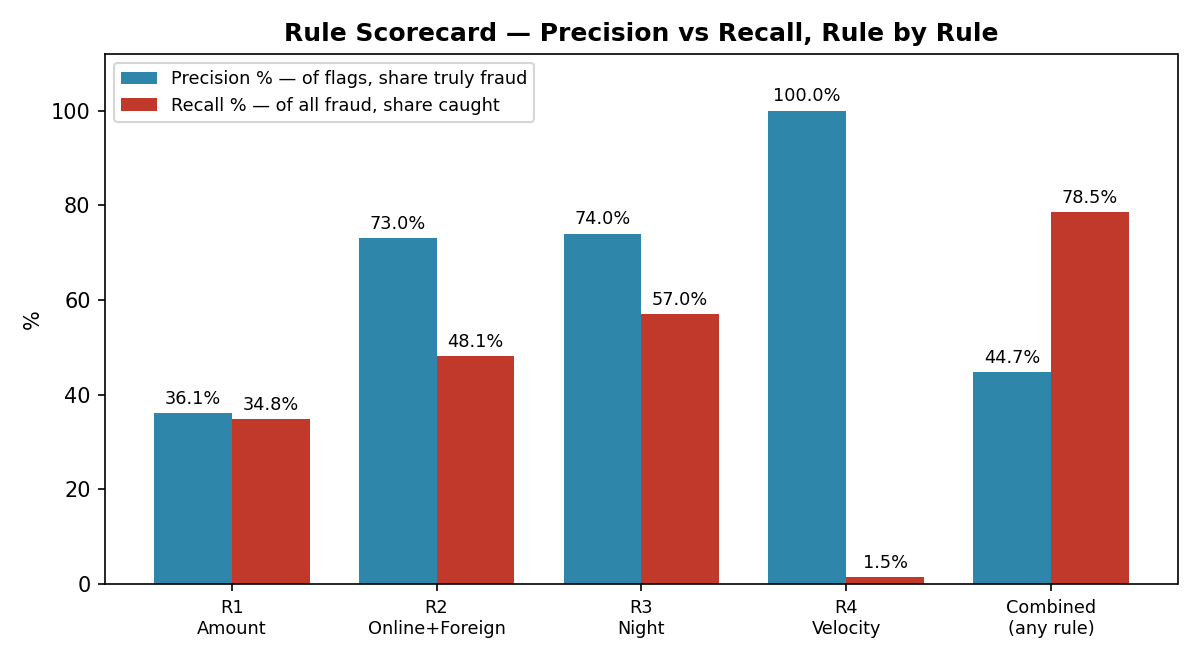 Rule Scorecard — Precision vs Recall, Rule by Rule
Precision % — of flags, share truly fraud
Recall % — of all fraud, share caught
%
100
80
60
40
20
0
36.1%
34.8%
73.0%
48.1%
74.0%
57.0%
100.0%
1.5%
44.7%
78.5%
R1
Amount
R2
Online+Foreign
R3
Night
R4
Velocity
Combined
(any rule)